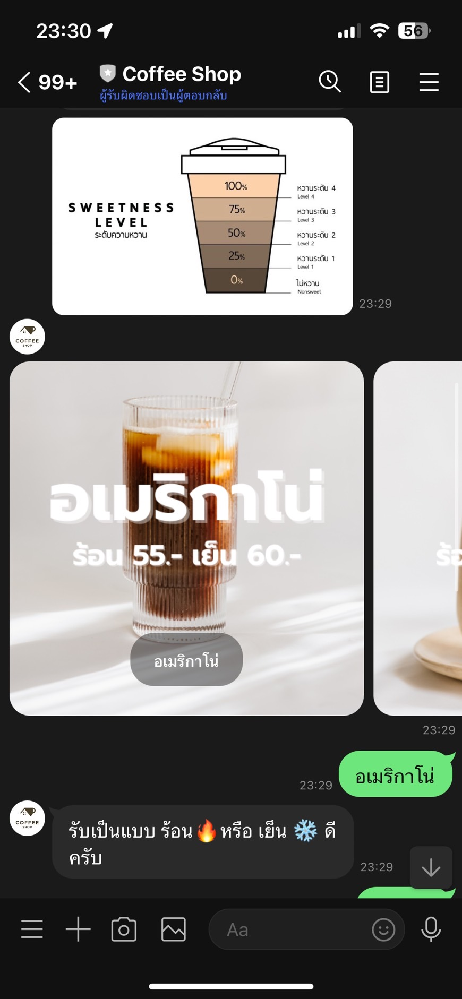 23:30
56
99+
Coffee Shop
ผู้รับผิดชอบเป็นผู้ตอบกลับ
SWEETNESS
LEVEL
ระดับความหวาน
100%
75%
50%
25%
0%
หวานระดับ 4
Level 4
หวานระดับ 3
Level 3
หวานระดับ 2
Level 2
หวานระดับ 1
Level 1
ไม่หวาน
Nonsweet
23:29
COFFEE
SHOP
อเมริกาโน่
ร้อน 55.- เย็น 60.-
อเมริกาโน่
23:29
อเมริกาโน่
23:29
COFFEE
SHOP
รับเป็นแบบ ร้อน🔥หรือ เย็น ❄️ ดี
ครับ
23:29
Aa